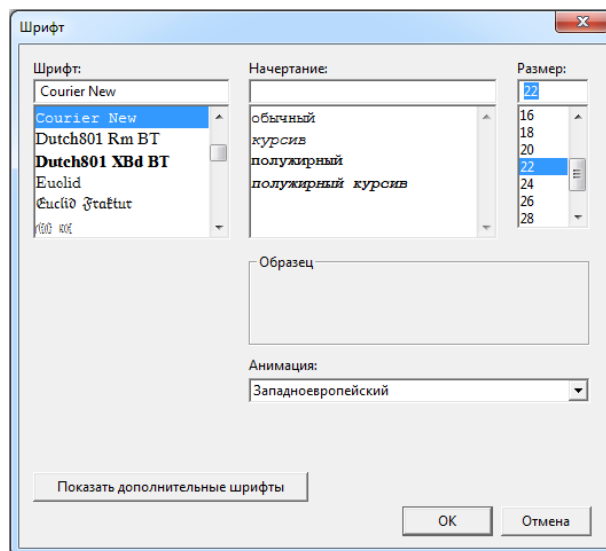 Шрифт
Шрифт:
Courier New
Courier New
Dutch801 Rm BT
Dutch801 XBd BT
Euclid
Euclid Fraktur
Начертание:
обычный
курсив
полужирный
полужирный курсив
Размер:
22
16
18
20
22
24
26
28
Образец
Анимация:
Западноевропейский
Показать дополнительные шрифты
ОК
Отмена